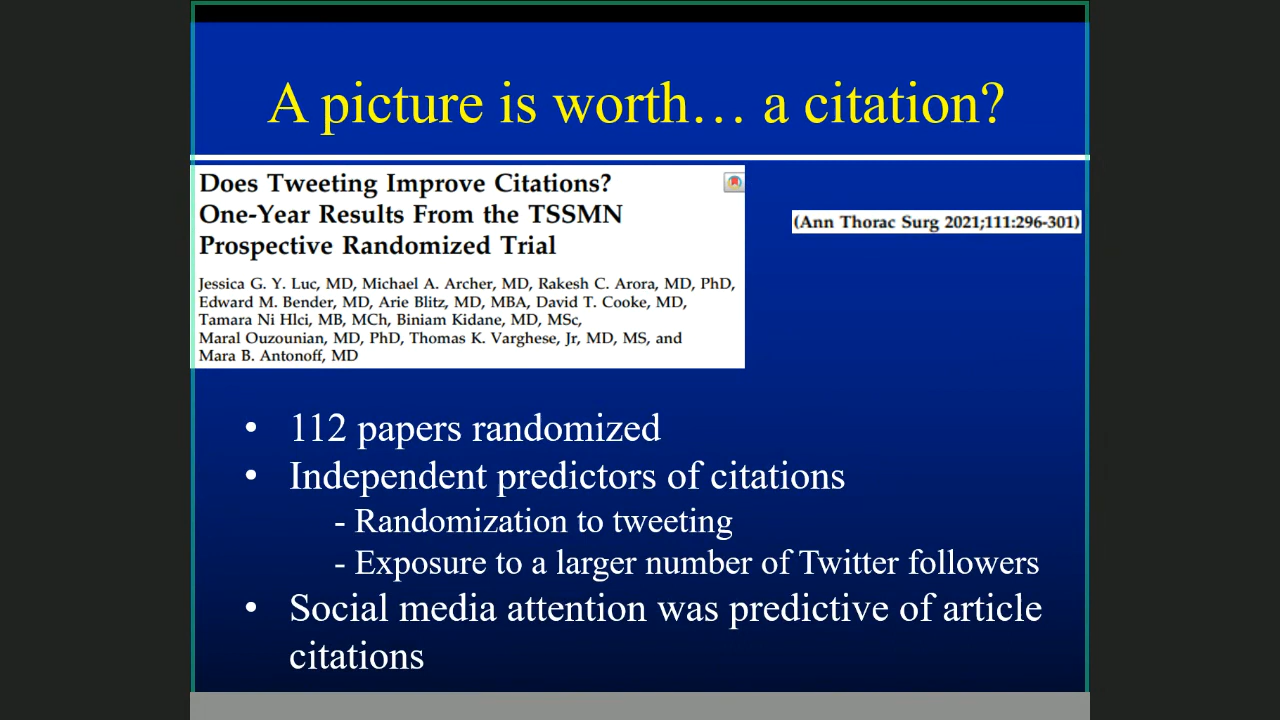 A picture is worth… a citation?
Does Tweeting Improve Citations?
One-Year Results From the TSSMN
Prospective Randomized Trial
(Ann Thorac Surg 2021;111:296-301)
Jessica G. Y. Luc, MD, Michael A. Archer, MD, Rakesh C. Arora, MD, PhD,
Edward M. Bender, MD, Arie Blitz, MD, MBA, David T. Cooke, MD,
Tamara Ni Hlci, MB, MCh, Biniam Kidane, MD, MSc,
Maral Ouzounian, MD, PhD, Thomas K. Varghese, Jr, MD, MS, and
Mara B. Antonoff, MD
• 112 papers randomized
• Independent predictors of citations
- Randomization to tweeting
- Exposure to a larger number of Twitter followers
• Social media attention was predictive of article
citations